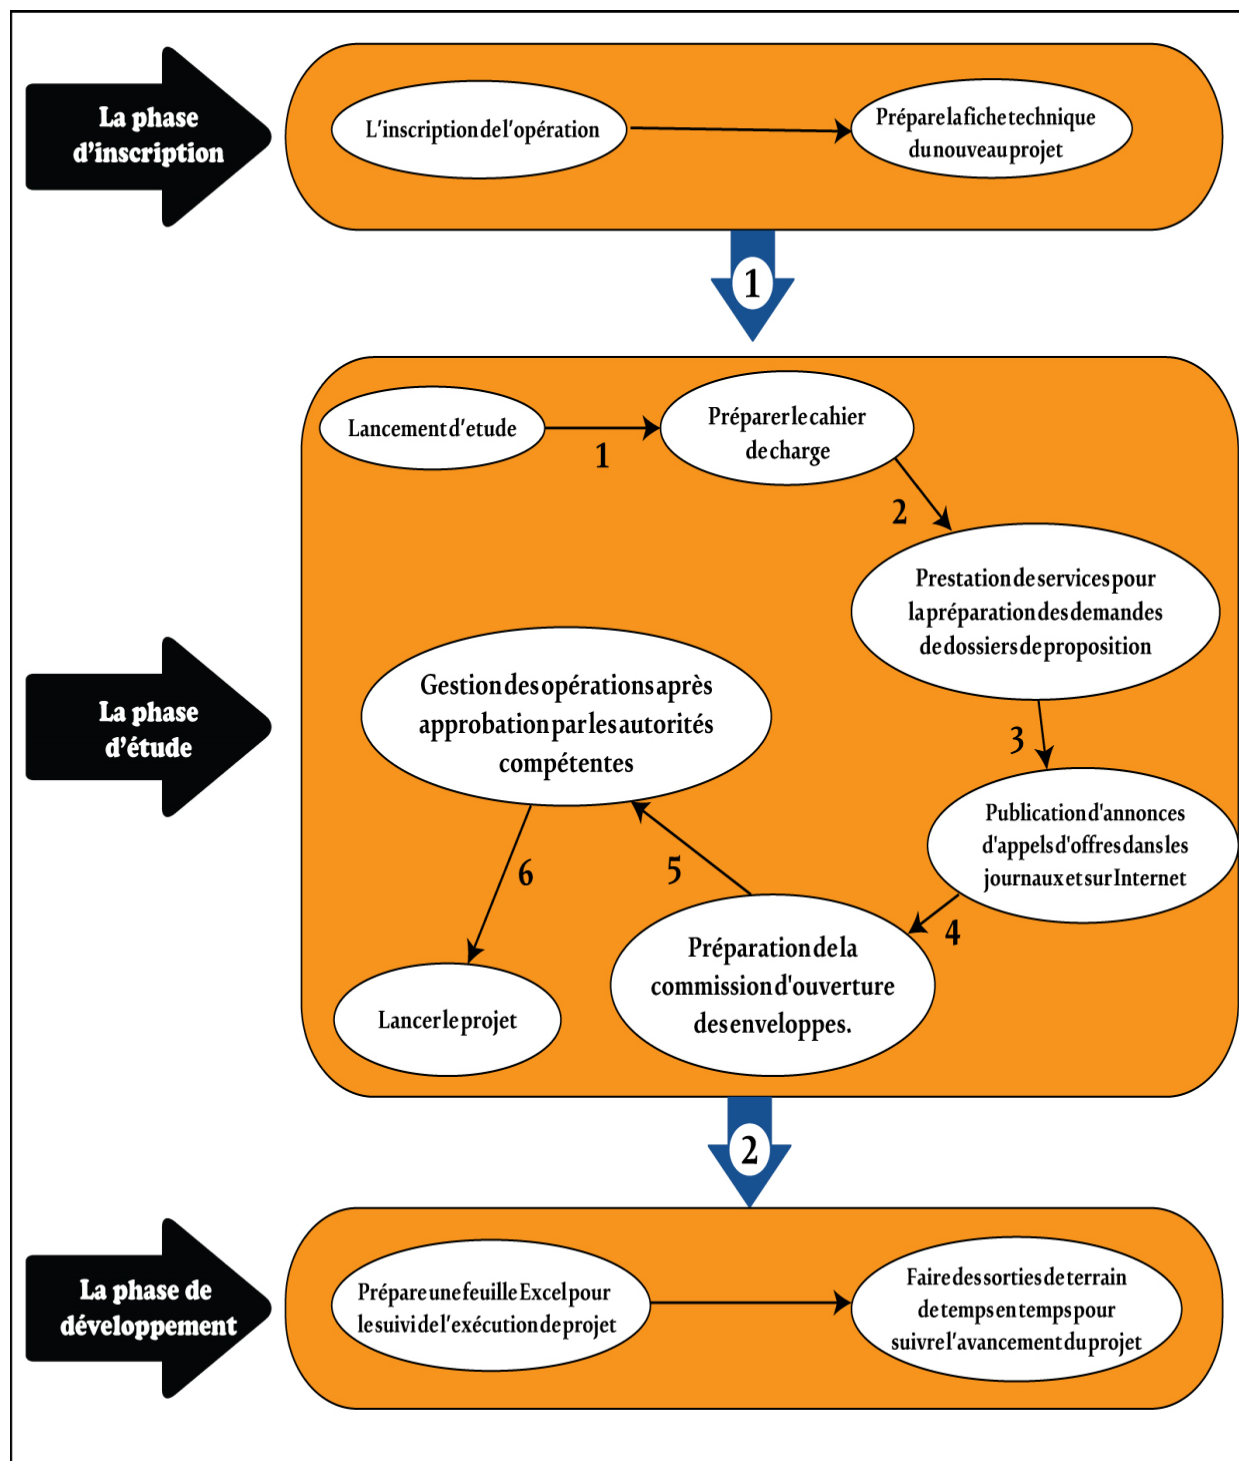 La phase
d'inscription
L'inscription de l'opération
Prépare la fiche technique
du nouveau projet
1
La phase
d'étude
Lancement d'etude
1
Préparer le cahier
de charge
2
Prestation de services pour
la préparation des demandes
de dossiers de proposition
3
Publication d'annonces
d'appels d'offres dans les
journaux et sur Internet
4
Préparation de la
commission d'ouverture
des enveloppes.
5
Gestion des opérations après
approbation par les autorités
compétentes
6
Lancer le projet
2
La phase de
développement
Prépare une feuille Excel pour
le suivi de l'exécution de projet
Faire des sorties de terrain
de temps en temps pour
suivre l'avancement du projet